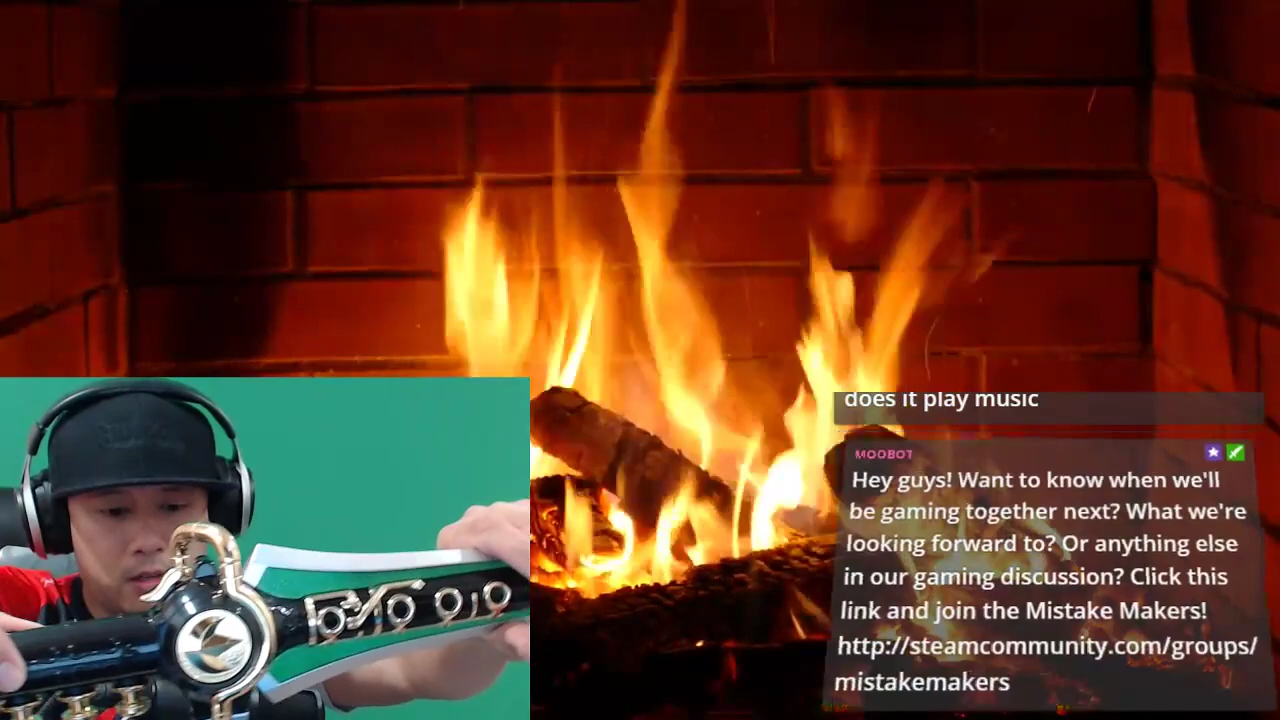 does it play music
MOOBOT
Hey guys! Want to know when we'll
be gaming together next? What we're
looking forward to? Or anything else
in our gaming discussion? Click this
link and join the Mistake Makers!
http://steamcommunity.com/groups/
mistakemakers